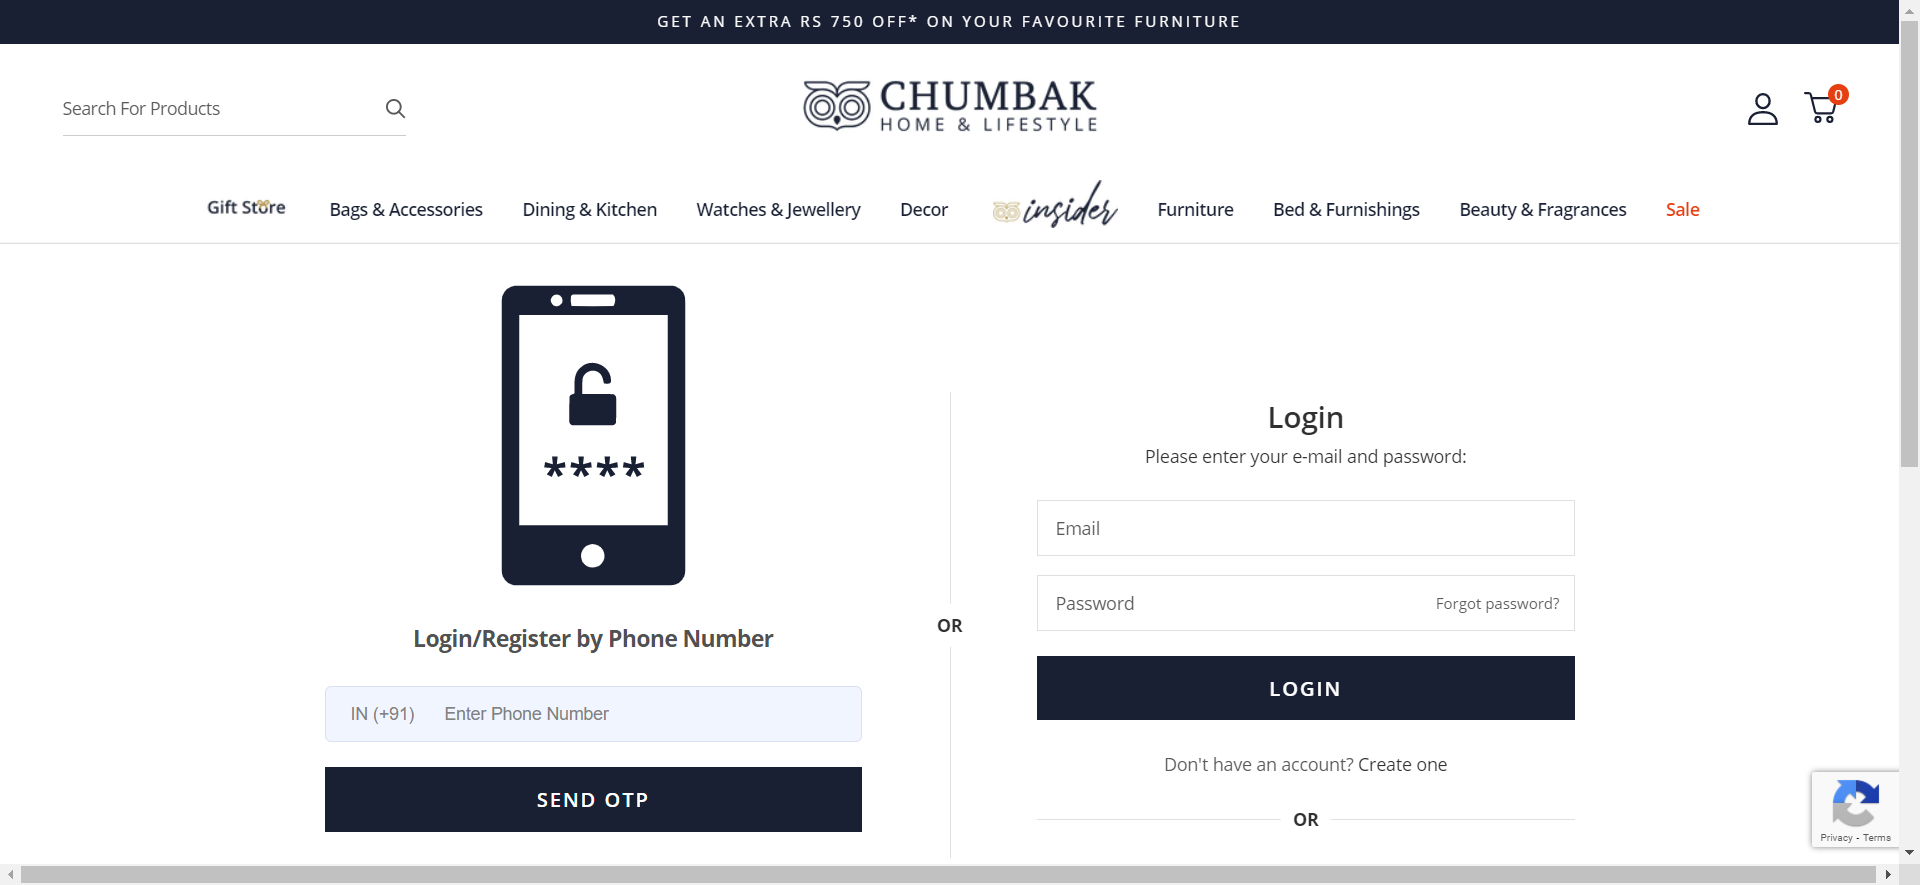 GET AN EXTRA RS 750 OFF* ON YOUR FAVOURITE FURNITURE
Search For Products
CHUMBAK
HOME & LIFESTYLE
0
Gift Store
Bags & Accessories
Dining & Kitchen
Watches & Jewellery
Decor
insider
Furniture
Bed & Furnishings
Beauty & Fragrances
Sale
****
Login/Register by Phone Number
IN (+91) Enter Phone Number
SEND OTP
OR
Login
Please enter your e-mail and password:
Email
Password Forgot password?
LOGIN
Don't have an account? Create one
OR
Privacy - Terms